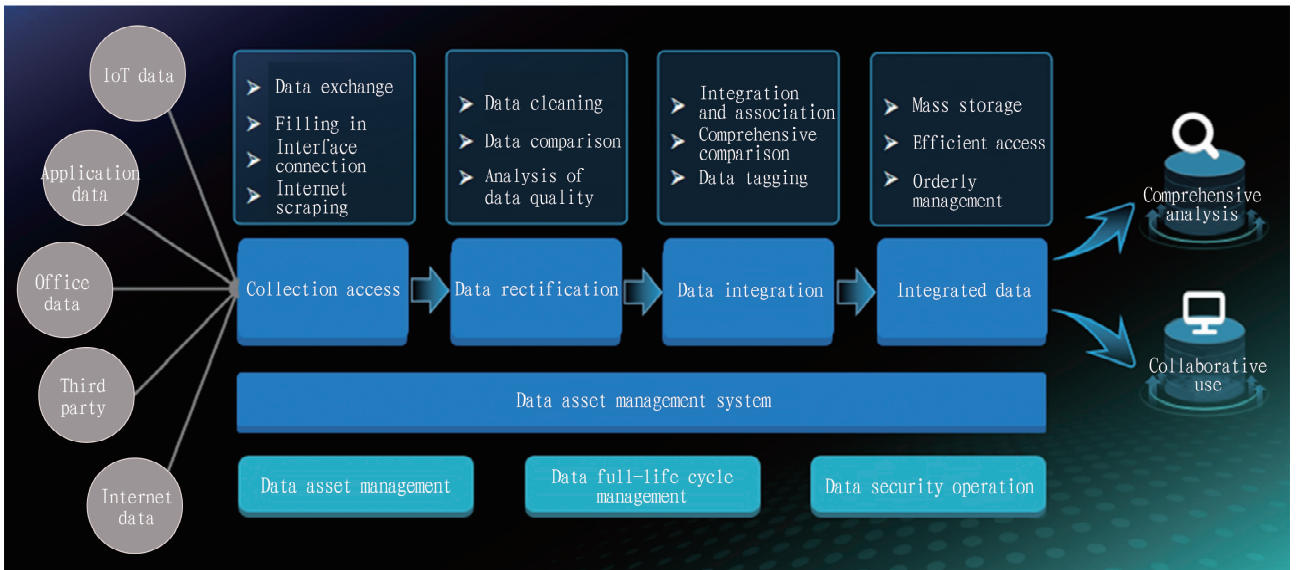 IoT data
Application
data
Office
data
Third
party
Internet
data
Data exchange
Filling in
Interface
connection
Internet
scraping
Data cleaning
Data comparison
Analysis of
data quality
Integration
and association
Comprehensive
comparison
Data tagging
Mass storage
Efficient access
Orderly
management
Collection access
Data rectification
Data integration
Integrated data
Comprehensive
analysis
Collaborative
use
Data asset management system
Data asset management
Data full-life cycle
management
Data security operation